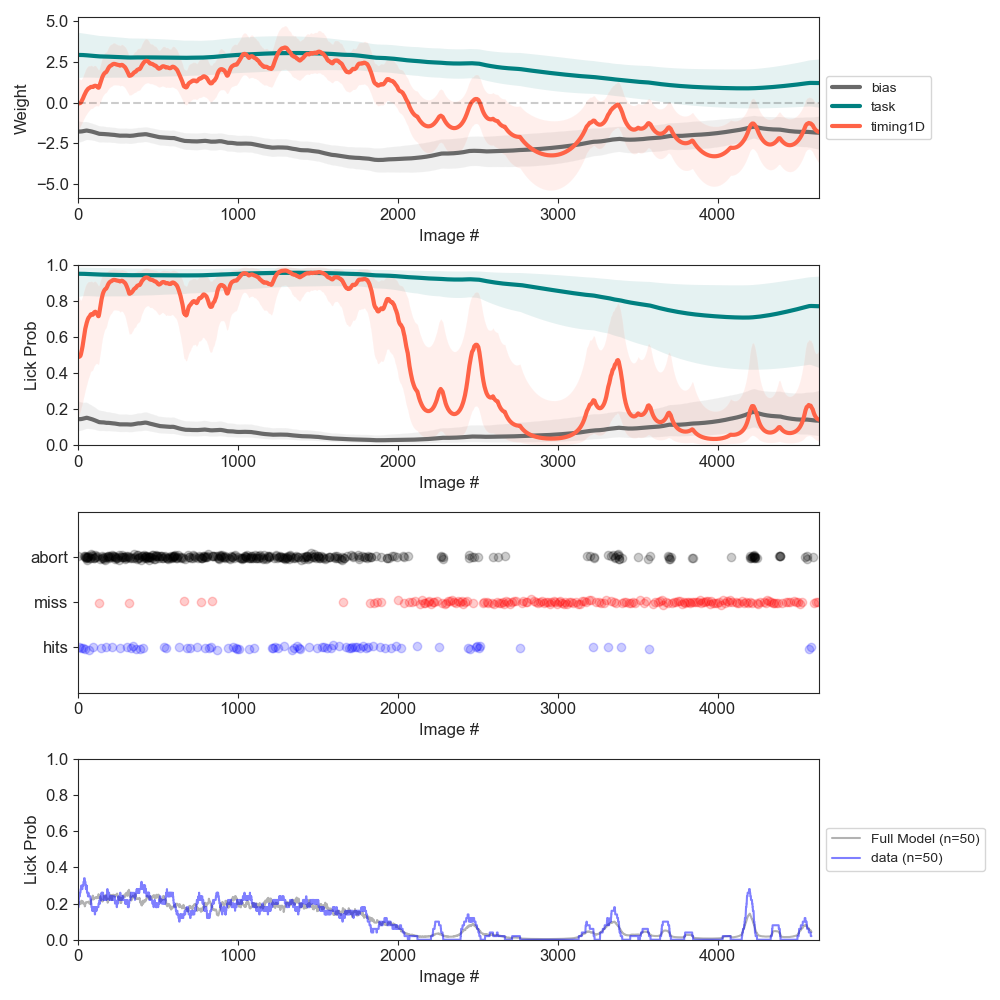 5.0
2.5
0.0
−2.5
−5.0
Weight
0 1000 2000 3000 4000
Image #
bias
task
timing1D
1.0
0.8
0.6
0.4
0.2
0.0
Lick Prob
0 1000 2000 3000 4000
Image #
abort
miss
hits
0 1000 2000 3000 4000
Image #
1.0
0.8
0.6
0.4
0.2
0.0
Lick Prob
0 1000 2000 3000 4000
Image #
Full Model (n=50)
data (n=50)